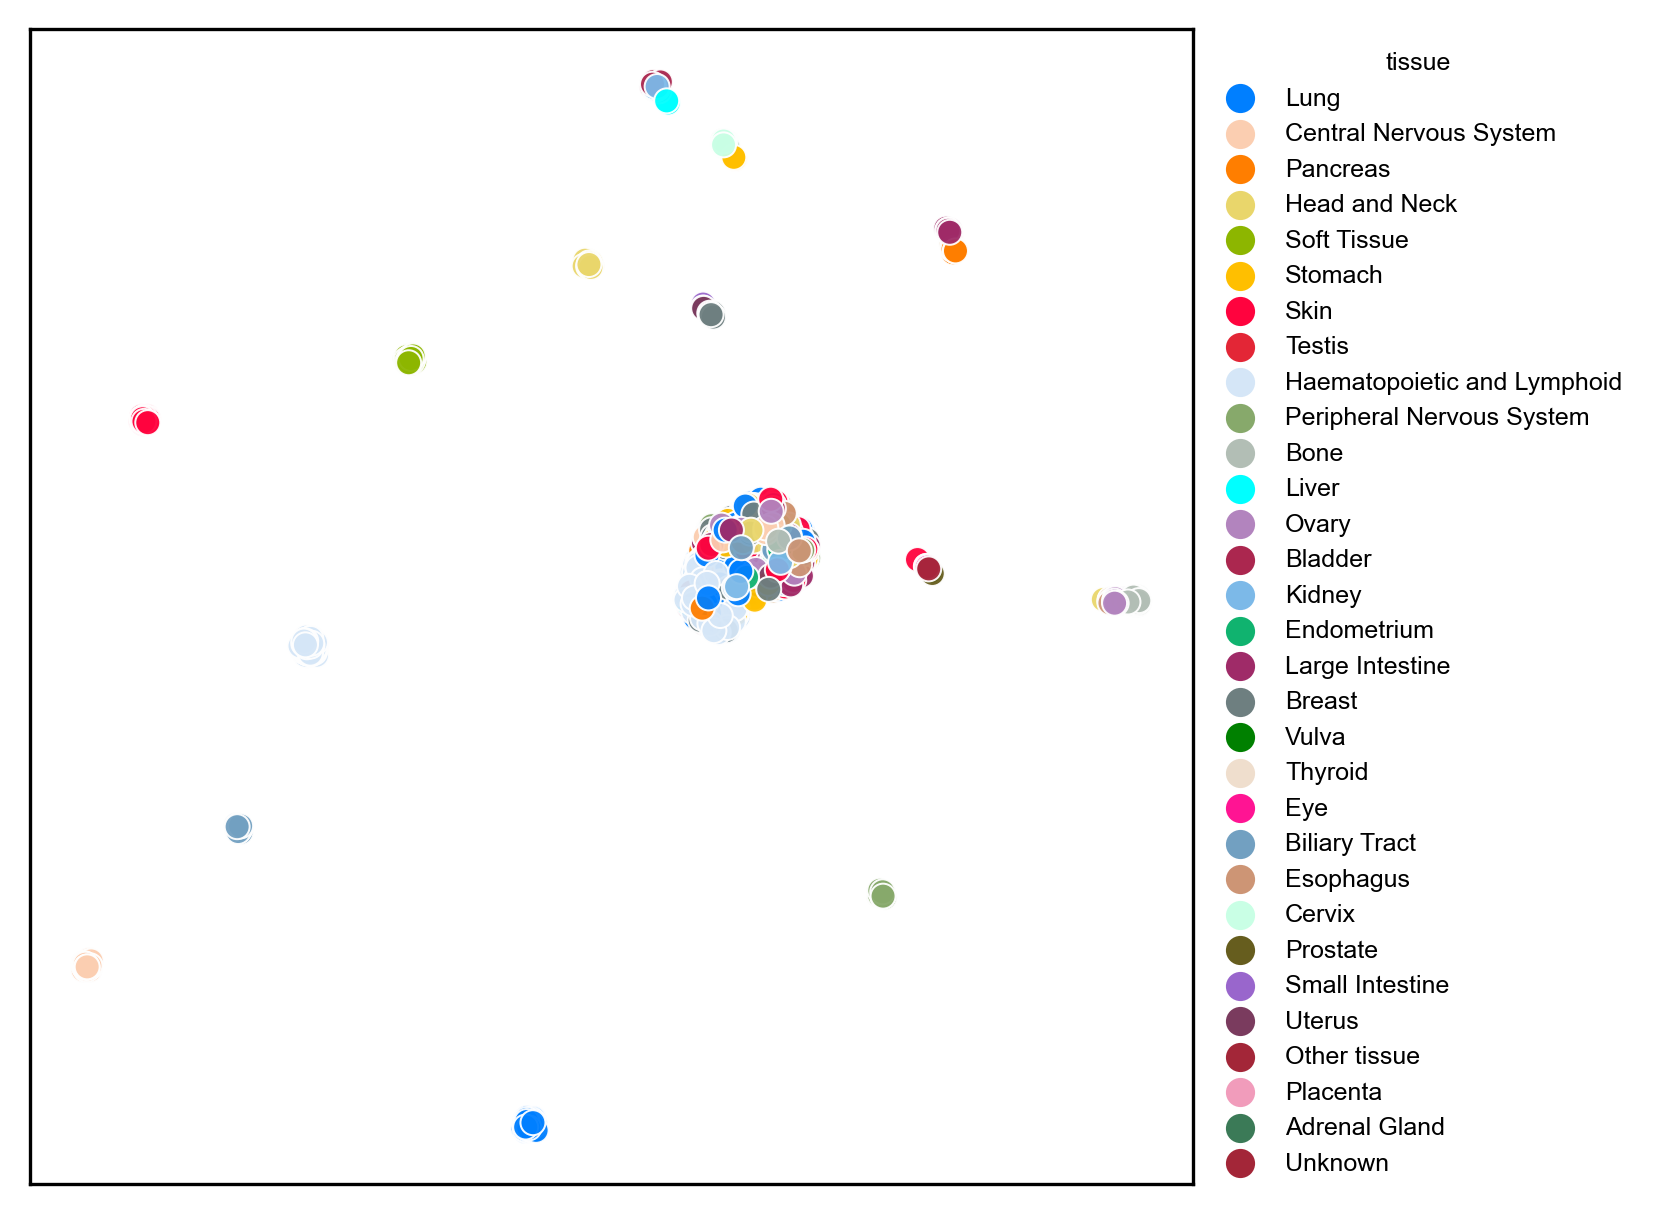 tissue
Lung
Central Nervous System
Pancreas
Head and Neck
Soft Tissue
Stomach
Skin
Testis
Haematopoietic and Lymphoid
Peripheral Nervous System
Bone
Liver
Ovary
Bladder
Kidney
Endometrium
Large Intestine
Breast
Vulva
Thyroid
Eye
Biliary Tract
Esophagus
Cervix
Prostate
Small Intestine
Uterus
Other tissue
Placenta
Adrenal Gland
Unknown